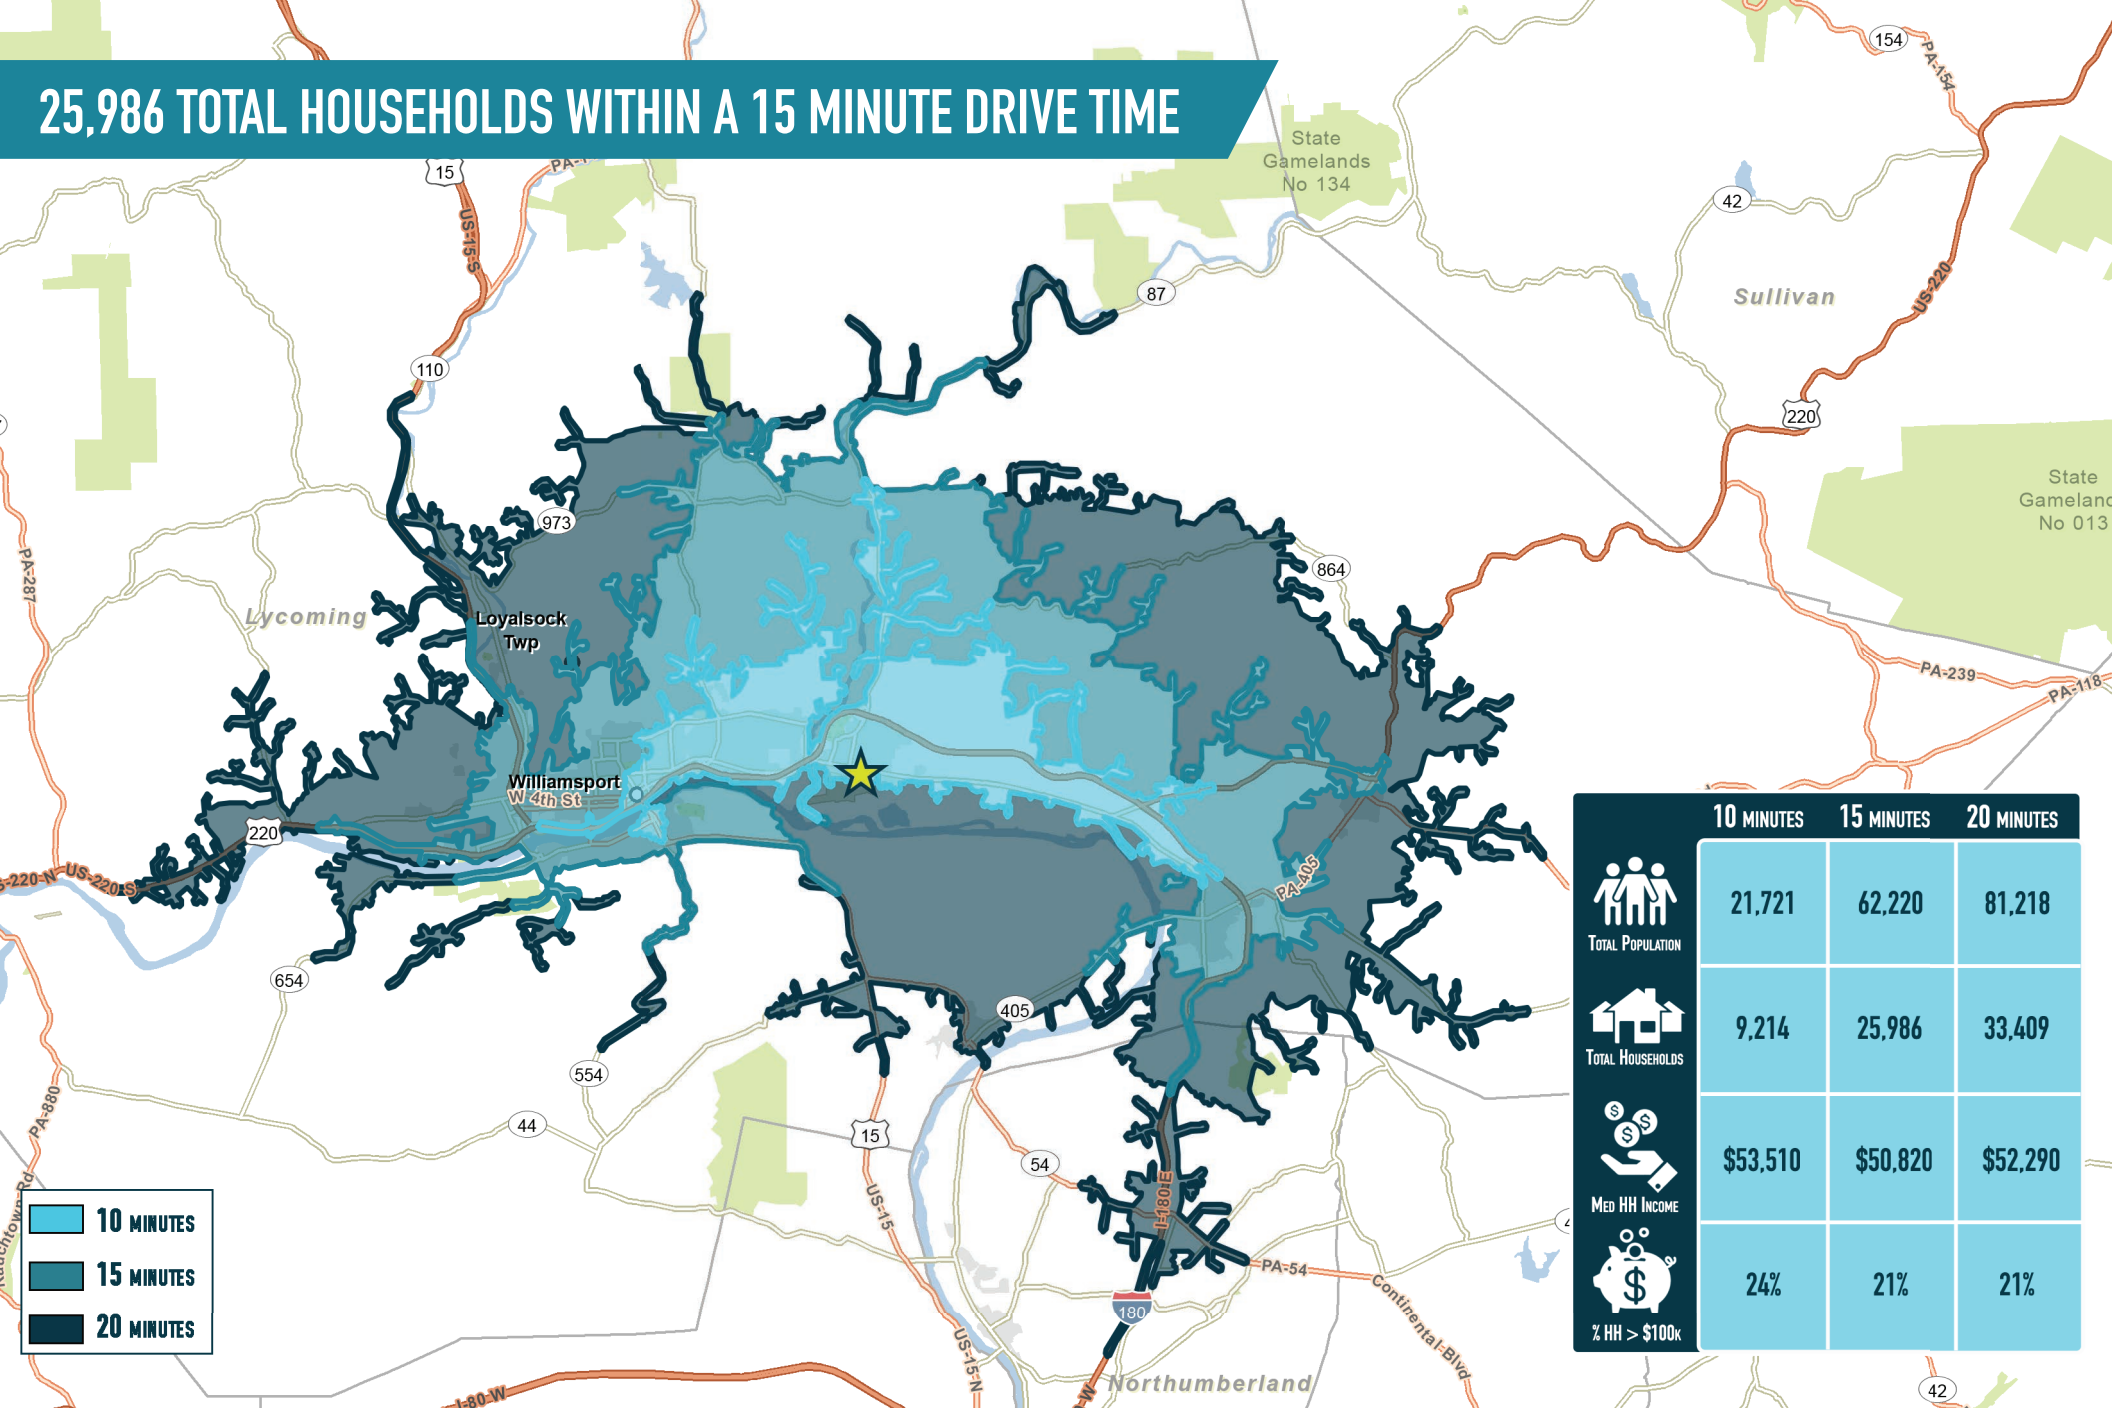 25,986 TOTAL HOUSEHOLDS WITHIN A 15 MINUTE DRIVE TIME
154
PA-154
State
Gamelands
No 134
15
US-15-S
42
87
Sullivan
US-220
110
220
State
No 013
973
864
PA-287
Lycoming
Loyalsock
Twp
PA-239
PA-118
Williamsport
W 4th St
220
US-220 S
PA-405
654
405
554
PA-880
44
15
54
US-15
I-180 E
PA-54
180
Continental Blvd
US-15 N
Northumberland
I-80 W
42
10 MINUTES
15 MINUTES
20 MINUTES
10 MINUTES 15 MINUTES 20 MINUTES
TOTAL POPULATION 21,721 62,220 81,218
TOTAL HOUSEHOLDS 9,214 25,986 33,409
MED HH INCOME $53,510 $50,820 $52,290
% HH > $100K 24% 21% 21%